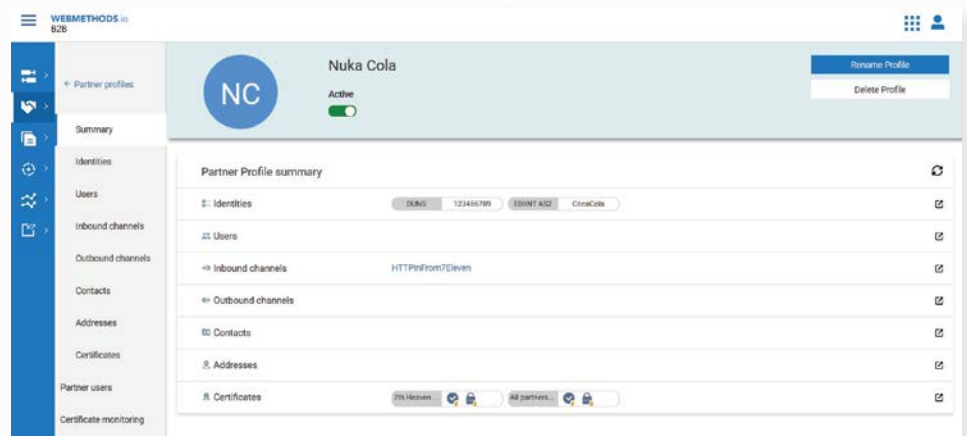 WEBMETHODS.io
B2B
Nuka Cola
NC
Active
Rename Profile
Delete Profile
← Partner profiles
Summary
Identities
Users
Inbound channels
Outbound channels
Contacts
Addresses
Certificates
Partner users
Certificate monitoring
Partner Profile summary
Identities DUNS 123456789 EDIINT AS2 CocaCola
Users
Inbound channels HTTPInFrom7Eleven
Outbound channels
Contacts
Addresses
Certificates 7th Heaven ... All partners...